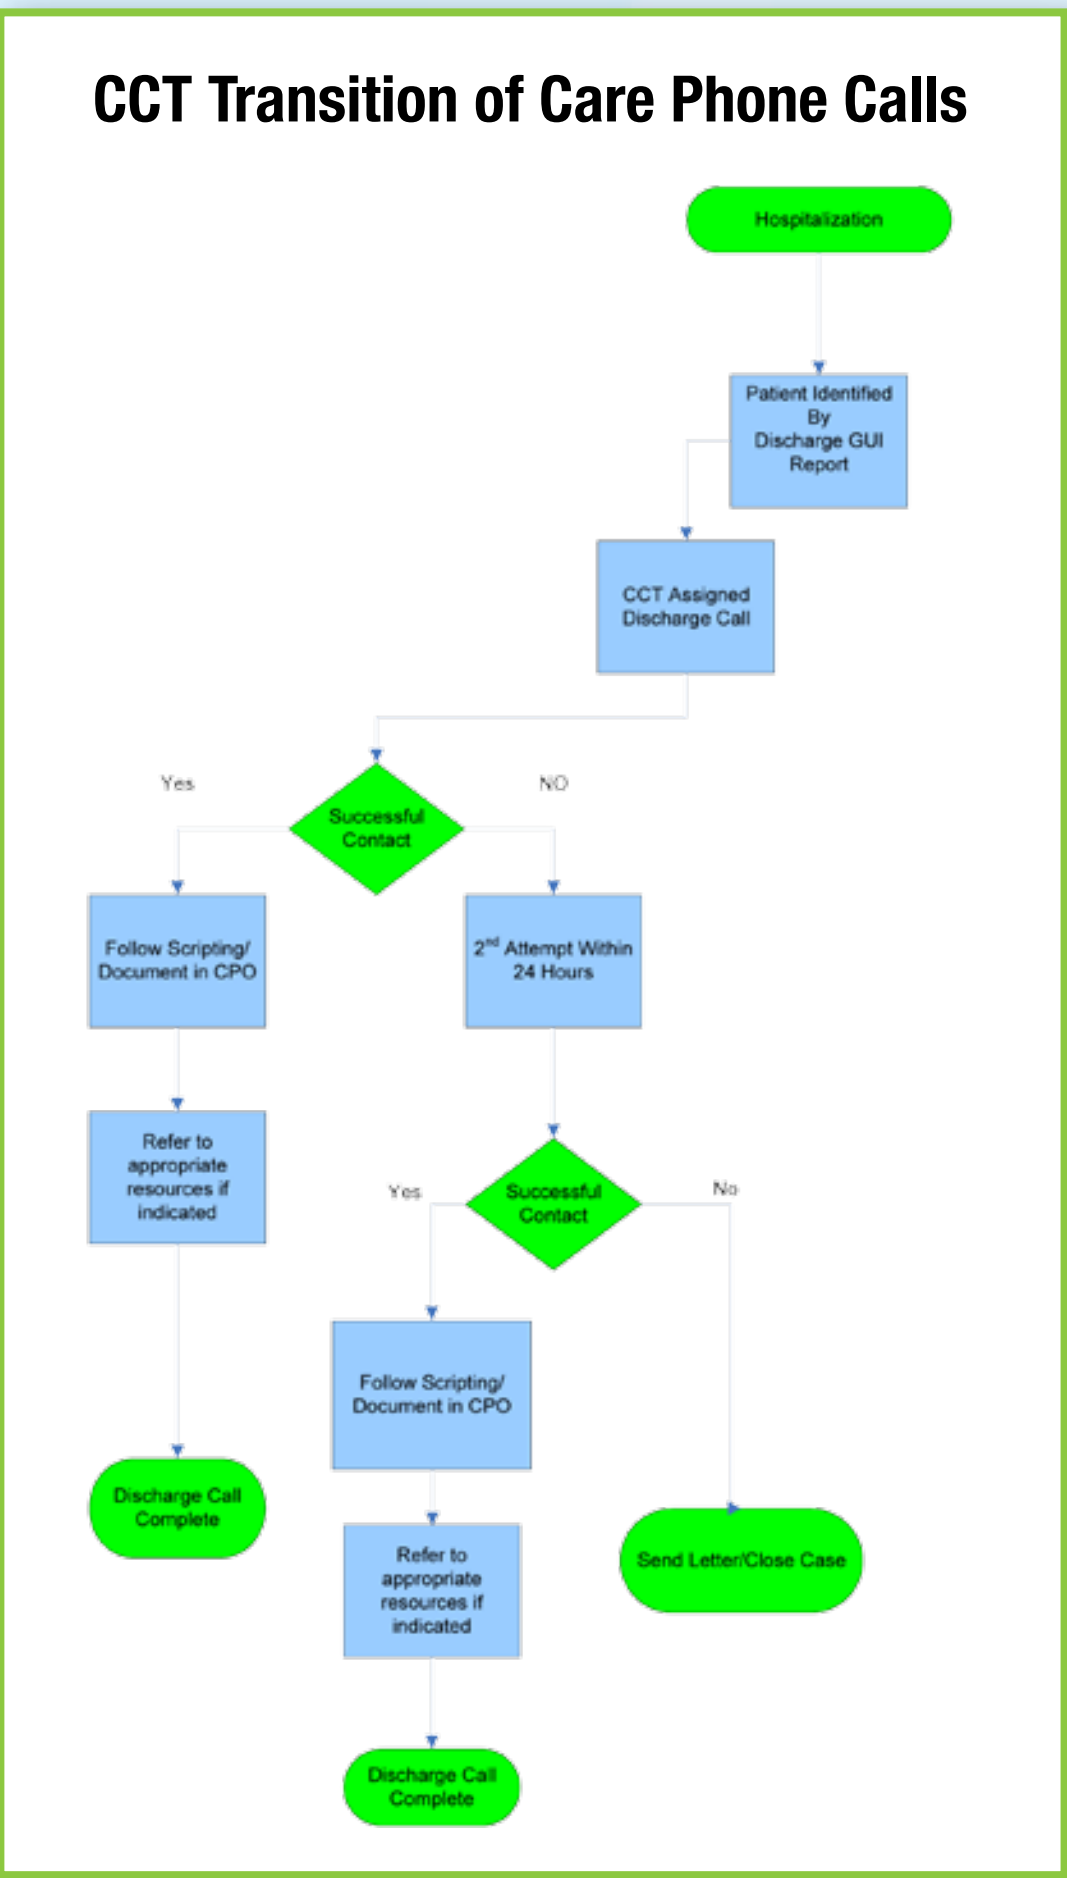 CCT Transition of Care Phone Calls
Hospitalization
Patient Identified
By
Discharge GUI
Report
CCT Assigned
Discharge Call
Yes
NO
Successful
Contact
Follow Scripting/
Document in CPO
2nd Attempt Within
24 Hours
Refer to
appropriate
resources if
indicated
Yes
No
Successful
Contact
Follow Scripting/
Document in CPO
Discharge Call
Complete
Refer to
appropriate
resources if
indicated
Send Letter/Close Case
Discharge Call
Complete